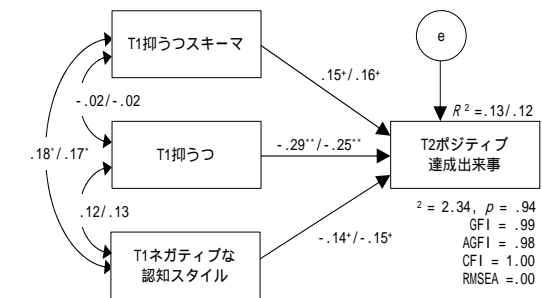 T1抑うつスキーマ
e
.15+/.16+
-.02/-.02
R 2 =.13/.12
.18*/.17*
T1抑うつ
-.29**/-.25**
T2ポジティブ
達成出来事
.12/.13
2 = 2.34, p = .94
GFI = .99
-.14+/-.15+
AGFI = .98
T1ネガティブな
認知スタイル
CFI = 1.00
RMSEA =.00